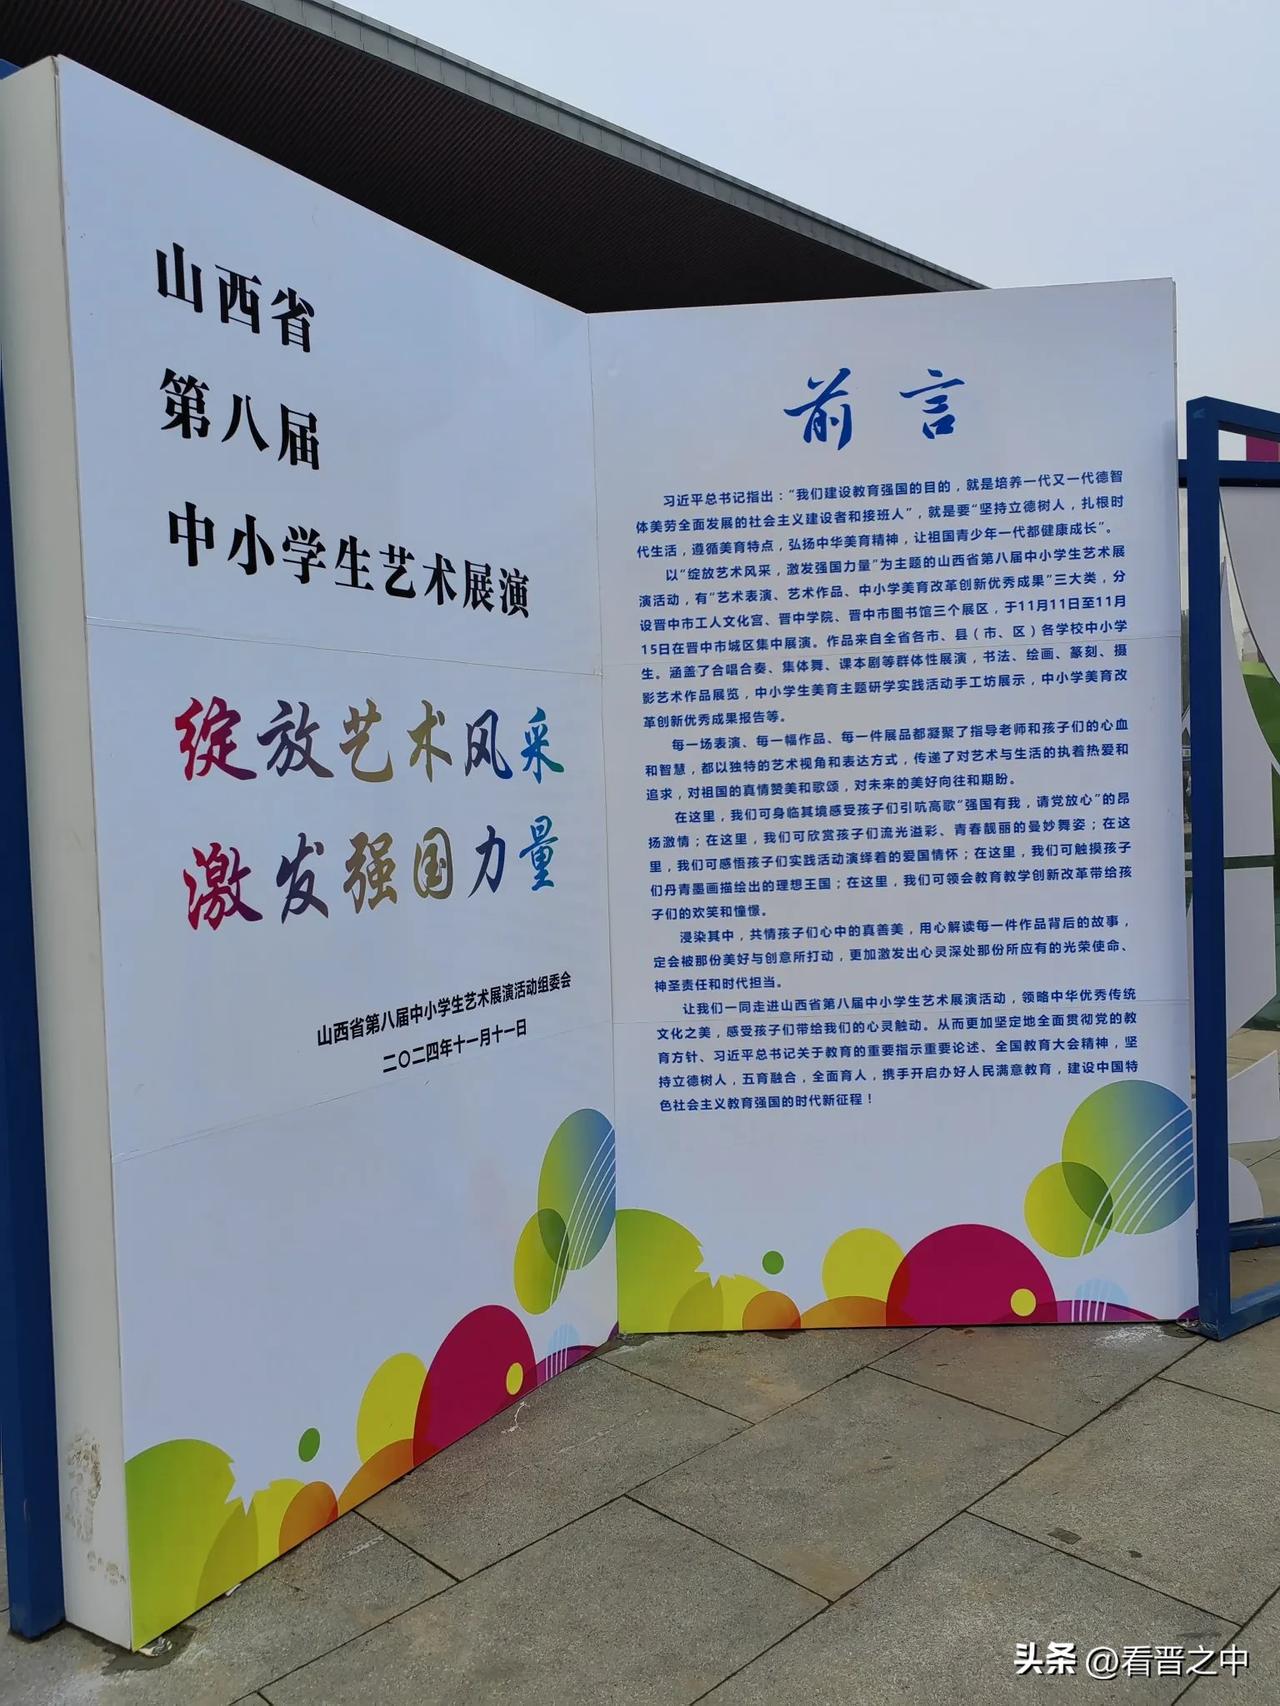 山西省
第八届
中小学生艺术展演
绽放艺术风采
激发强国力量
山西省第八届中小学生艺术展演活动组委会
二〇二四年十一月十一日
前言
习近平总书记指出：“我们建设教育强国的目的，就是培养一代又一代德智
体美劳全面发展的社会主义建设者和接班人”，就是要“坚持立德树人，扎根时
代生活，遵循美育特点，弘扬中华美育精神，让祖国青少年一代都健康成长”。
以“绽放艺术风采，激发强国力量”为主题的山西省第八届中小学生艺术展
演活动，有“艺术表演、艺术作品、中小学美育改革创新优秀成果”三大类，分
设晋中市工人文化宫、晋中学院、晋中市图书馆三个展区，于11月11日至11月
15日在晋中市城区集中展演。作品来自全省各市、县（市、区）各学校中小学
生。涵盖了合唱合奏、集体舞、课本剧等群体性展演，书法、绘画、篆刻、摄
影艺术作品展览，中小学生美育主题研学实践活动手工坊展示，中小学美育改
革创新优秀成果报告等。
每一场表演、每一幅作品、每一件展品都凝聚了指导老师和孩子们的心血
和智慧，都以独特的艺术视角和表达方式，传递了对艺术与生活的执着热爱和
追求，对祖国的真情赞美和歌颂，对未来的美好向往和期盼。
在这里，我们可身临其境感受孩子们引吭高歌“强国有我，请党放心”的昂
扬激情；在这里，我们可欣赏孩子们流光溢彩、青春靓丽的曼妙舞姿；在这
里，我们可感悟孩子们实践活动演绎着的爱国情怀；在这里，我们可触摸孩子
们丹青墨画描绘出的理想王国；在这里，我们可领会教育教学创新改革带给孩
子们的欢笑和憧憬。
浸染其中，共情孩子们心中的真善美，用心解读每一件作品背后的故事，
定会被那份美好与创意所打动，更加激发出心灵深处那份所应有的光荣使命、
神圣责任和时代担当。
让我们一同走进山西省第八届中小学生艺术展演活动，领略中华优秀传统
文化之美，感受孩子们带给我们的心灵触动。从而更加坚定地全面贯彻党的教
育方针、习近平总书记关于教育的重要指示重要论述、全国教育大会精神，坚
持立德树人，五育融合，全面育人，携手开启办好人民满意教育，建设中国特
色社会主义教育强国的时代新征程！
头条 @看晋之中